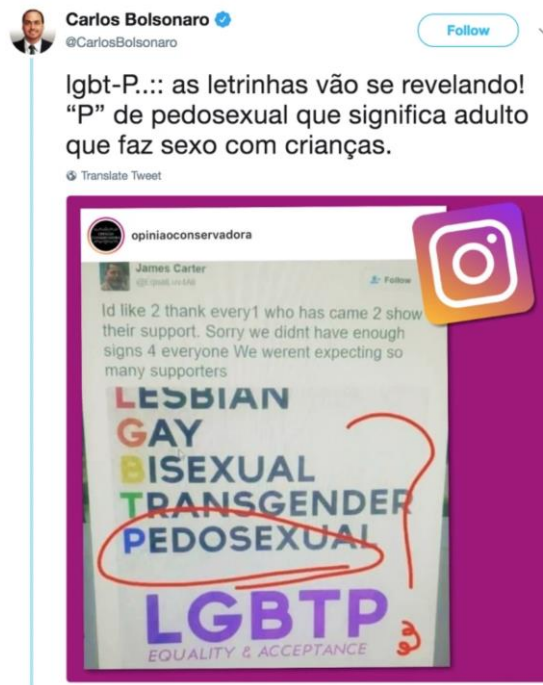 Carlos Bolsonaro
@CarlosBolsonaro
Follow
lgbt-P..:: as letrinhas vão se revelando!
“P” de pedosexual que significa adulto
que faz sexo com crianças.
Translate Tweet
opiniaoconservadora
James Carter
Follow
Id like 2 thank every1 who has came 2 show
their support. Sorry we didnt have enough
signs 4 everyone We werent expecting so
many supporters
LESBIAN
GAY
BISEXUAL
TRANSGENDER
PEDOSEXUAL
LGBTP
EQUALITY & ACCEPTANCE